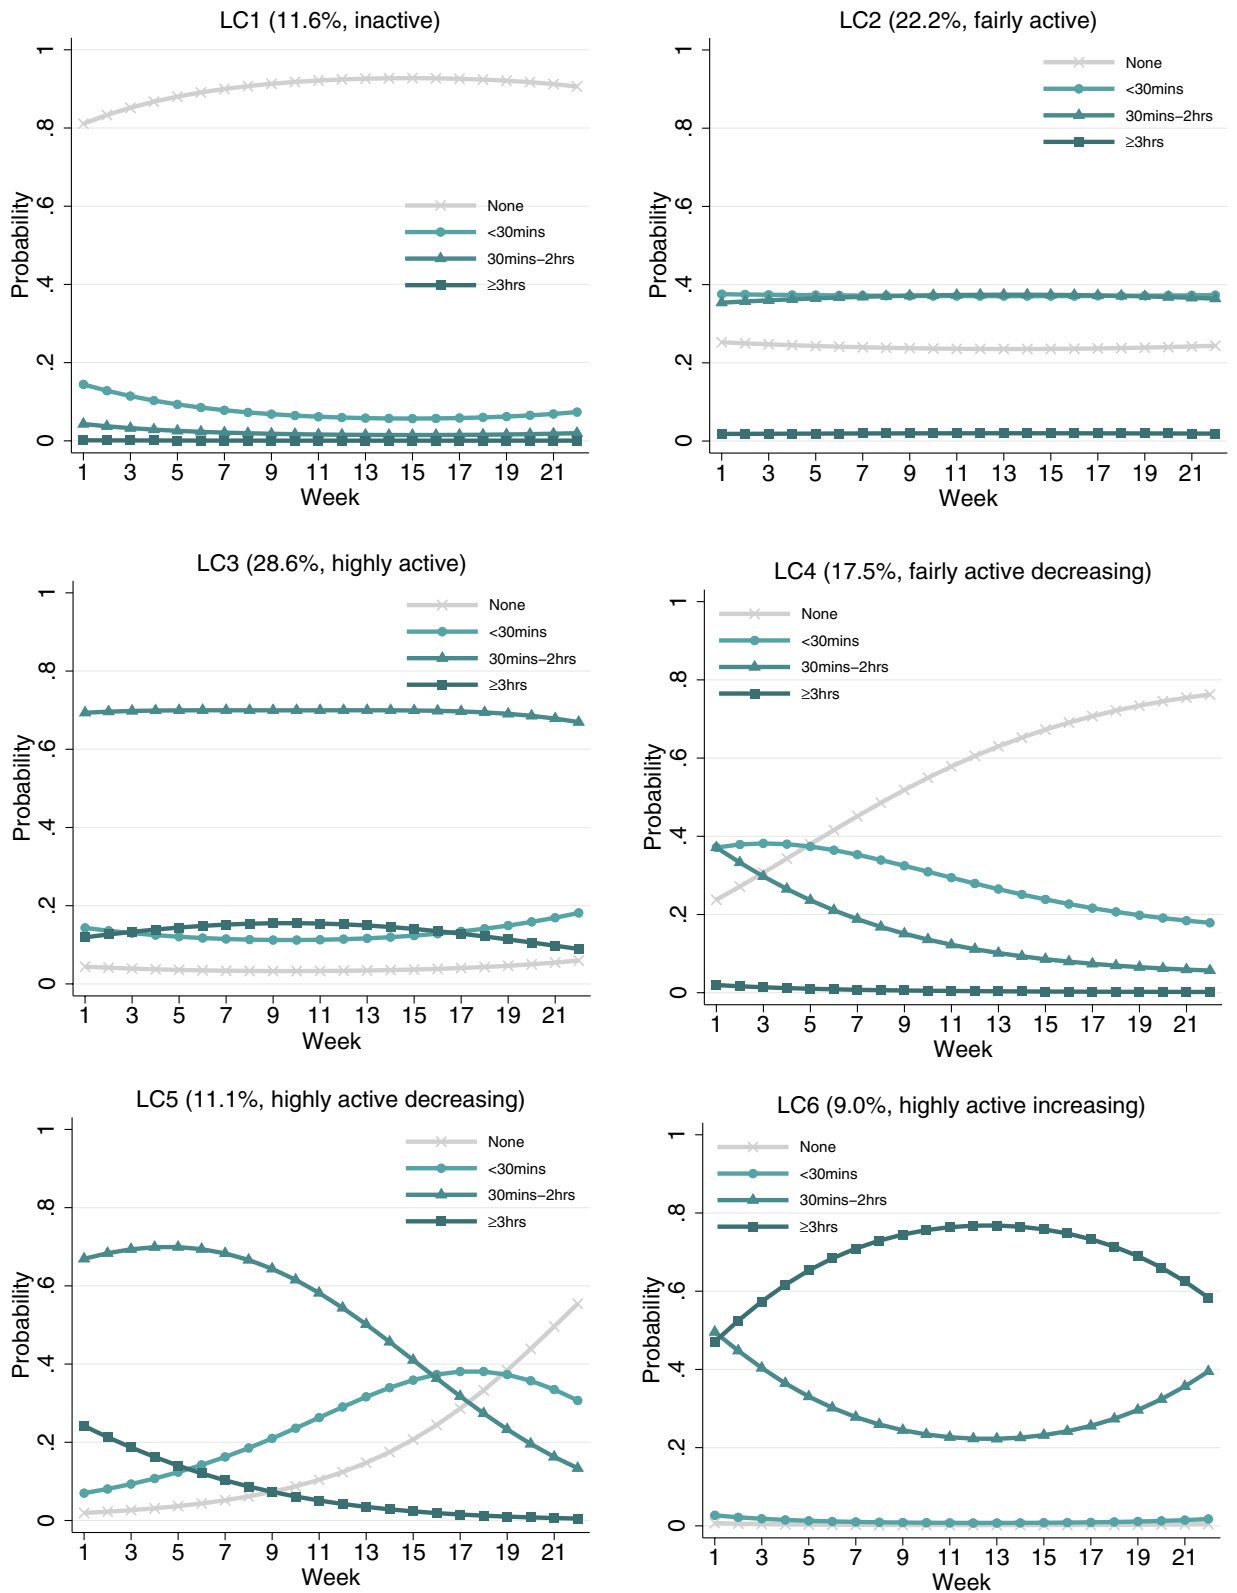 LC1 (11.6%, inactive)
1
.8
.6
.4
.2
0
Probability
None
<30mins
30mins–2hrs
≥3hrs
1 3 5 7 9 11 13 15 17 19 21
Week
LC2 (22.2%, fairly active)
1
.8
.6
.4
.2
0
Probability
None
<30mins
30mins–2hrs
≥3hrs
1 3 5 7 9 11 13 15 17 19 21
Week
LC3 (28.6%, highly active)
1
.8
.6
.4
.2
0
Probability
None
<30mins
30mins–2hrs
≥3hrs
1 3 5 7 9 11 13 15 17 19 21
Week
LC4 (17.5%, fairly active decreasing)
1
.8
.6
.4
.2
0
Probability
None
<30mins
30mins–2hrs
≥3hrs
1 3 5 7 9 11 13 15 17 19 21
Week
LC5 (11.1%, highly active decreasing)
1
.8
.6
.4
.2
0
Probability
None
<30mins
30mins–2hrs
≥3hrs
1 3 5 7 9 11 13 15 17 19 21
Week
LC6 (9.0%, highly active increasing)
1
.8
.6
.4
.2
0
Probability
None
<30mins
30mins–2hrs
≥3hrs
1 3 5 7 9 11 13 15 17 19 21
Week